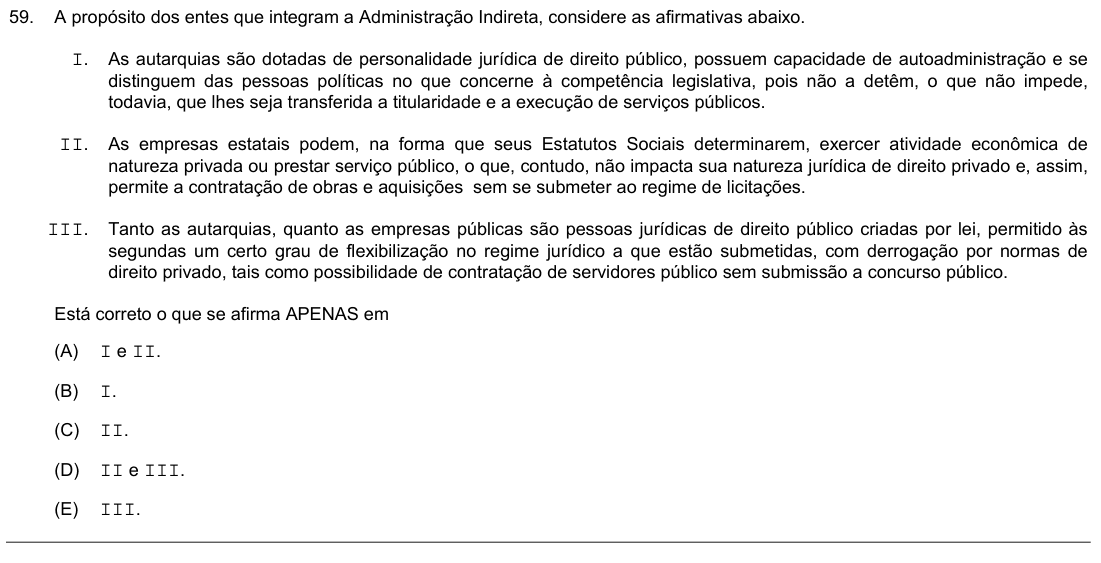 59. A propósito dos entes que integram a Administração Indireta, considere as afirmativas abaixo.
I. As autarquias são dotadas de personalidade jurídica de direito público, possuem capacidade de autoadministração e se
distinguem das pessoas políticas no que concerne à competência legislativa, pois não a detêm, o que não impede,
todavia, que lhes seja transferida a titularidade e a execução de serviços públicos.
II. As empresas estatais podem, na forma que seus Estatutos Sociais determinarem, exercer atividade econômica de
natureza privada ou prestar serviço público, o que, contudo, não impacta sua natureza jurídica de direito privado e, assim,
permite a contratação de obras e aquisições sem se submeter ao regime de licitações.
III. Tanto as autarquias, quanto as empresas públicas são pessoas jurídicas de direito público criadas por lei, permitido às
segundas um certo grau de flexibilização no regime jurídico a que estão submetidas, com derrogação por normas de
direito privado, tais como possibilidade de contratação de servidores público sem submissão a concurso público.
Está correto o que se afirma APENAS em
(A) I e II.
(B) I.
(C) II.
(D) II e III.
(E) III.